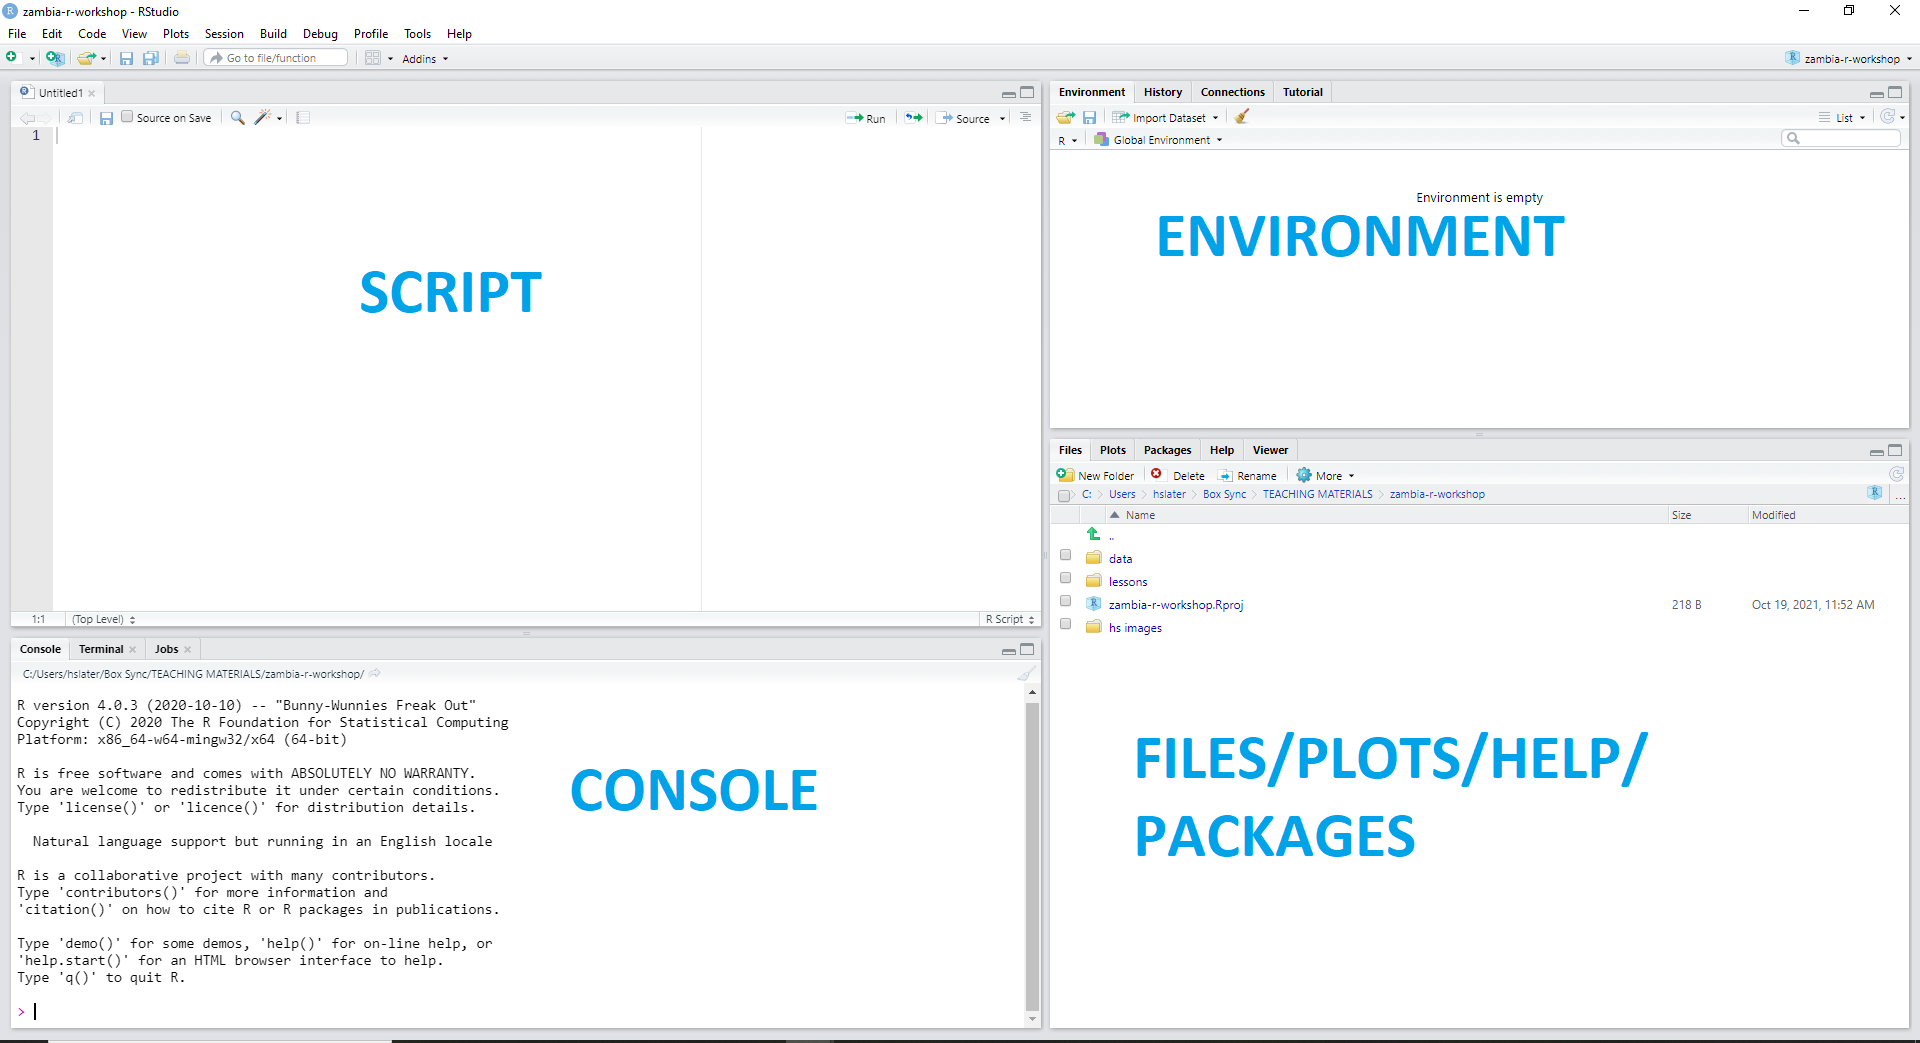 zambia-r-workshop - RStudio
File Edit Code View Plots Session Build Debug Profile Tools Help
Go to file/function Addins zambia-r-workshop
Untitled1
Source on Save Run Source
1
SCRIPT
1:1 (Top Level) R Script
Console Terminal Jobs
C:/Users/hslater/Box Sync/TEACHING MATERIALS/zambia-r-workshop/
R version 4.0.3 (2020-10-10) -- "Bunny-Wunnies Freak Out"
Copyright (C) 2020 The R Foundation for Statistical Computing
Platform: x86_64-w64-mingw32/x64 (64-bit)
R is free software and comes with ABSOLUTELY NO WARRANTY.
You are welcome to redistribute it under certain conditions.
Type 'license()' or 'licence()' for distribution details.
Natural language support but running in an English locale
R is a collaborative project with many contributors.
Type 'contributors()' for more information and
'citation()' on how to cite R or R packages in publications.
Type 'demo()' for some demos, 'help()' for on-line help, or
'help.start()' for an HTML browser interface to help.
Type 'q()' to quit R.
>
CONSOLE
Environment History Connections Tutorial
Import Dataset List
R Global Environment
Environment is empty
ENVIRONMENT
Files Plots Packages Help Viewer
New Folder Delete Rename More
C: Users hslater Box Sync TEACHING MATERIALS zambia-r-workshop R ...
Name Size Modified
..
data
lessons
zambia-r-workshop.Rproj 218 B Oct 19, 2021, 11:52 AM
hs images
FILES/PLOTS/HELP/
PACKAGES